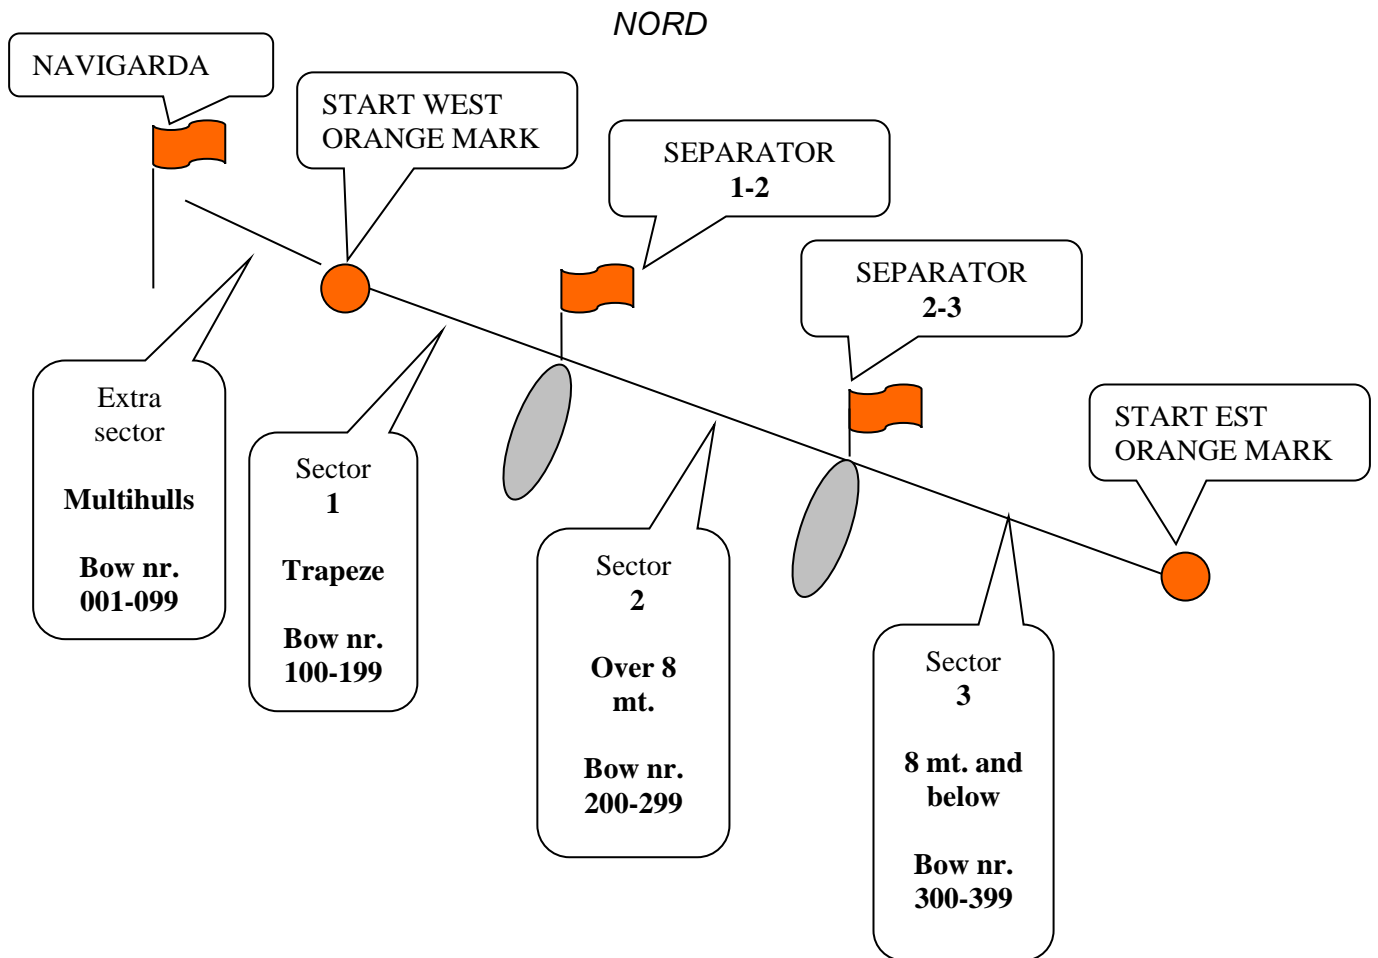 NORD
NAVIGARDA
START WEST
ORANGE MARK
SEPARATOR
1-2
SEPARATOR
2-3
START EST
ORANGE MARK
Extra
sector
Multihulls
Bow nr.
001-099
Sector
1
Trapeze
Bow nr.
100-199
Sector
2
Over 8
mt.
Bow nr.
200-299
Sector
3
8 mt. and
below
Bow nr.
300-399